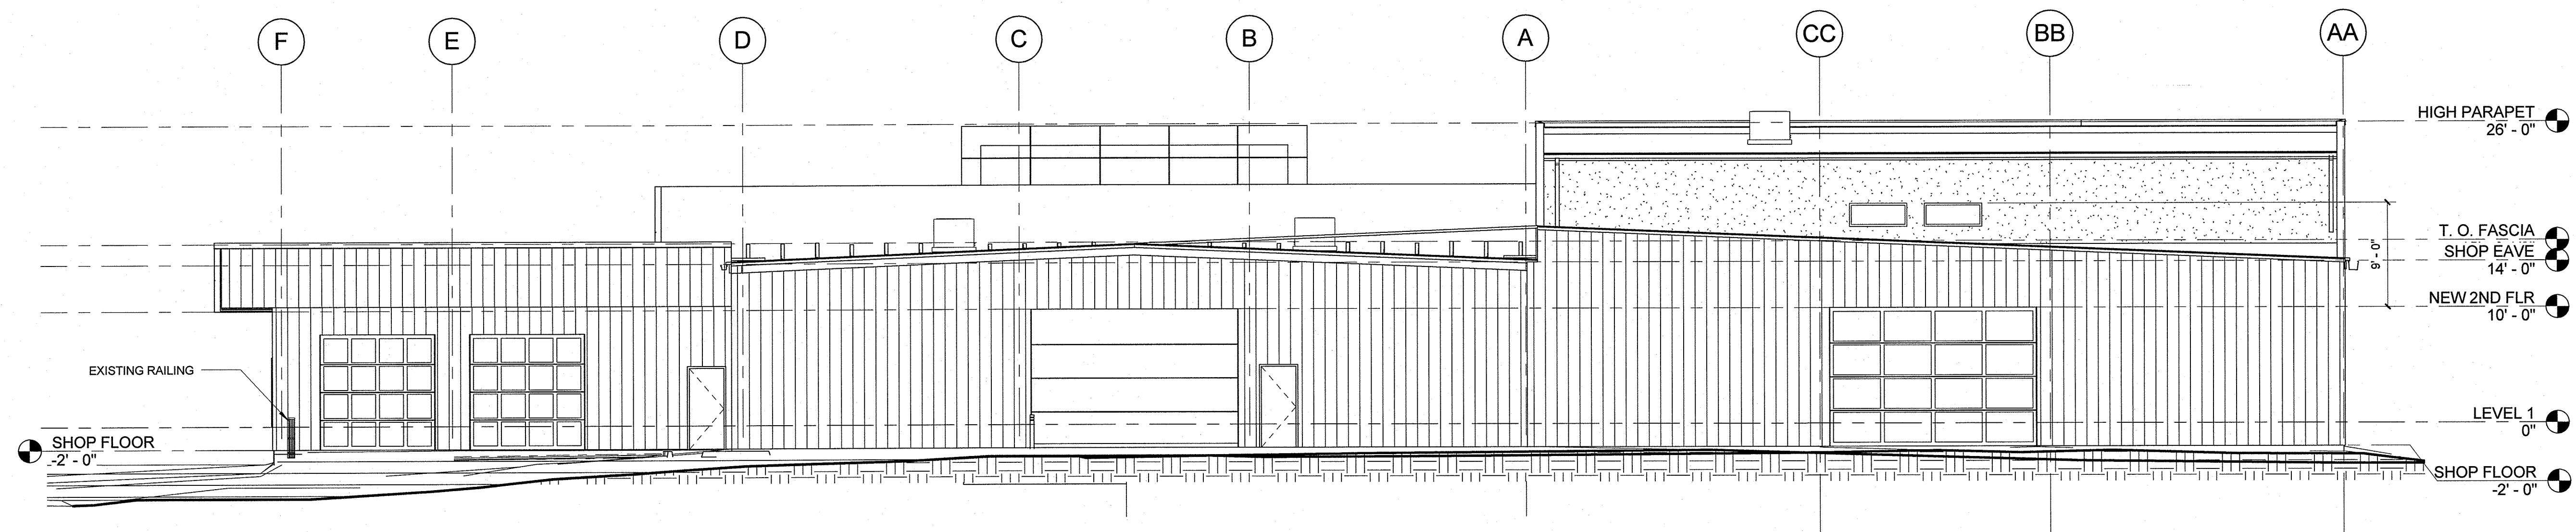 F E D C B A CC BB AA
HIGH PARAPET
26' - 0"
T. O. FASCIA
SHOP EAVE
14' - 0"
9' - 0"
NEW 2ND FLR
10' - 0"
EXISTING RAILING
LEVEL 1
0"
SHOP FLOOR
-2' - 0"
SHOP FLOOR
-2' - 0"